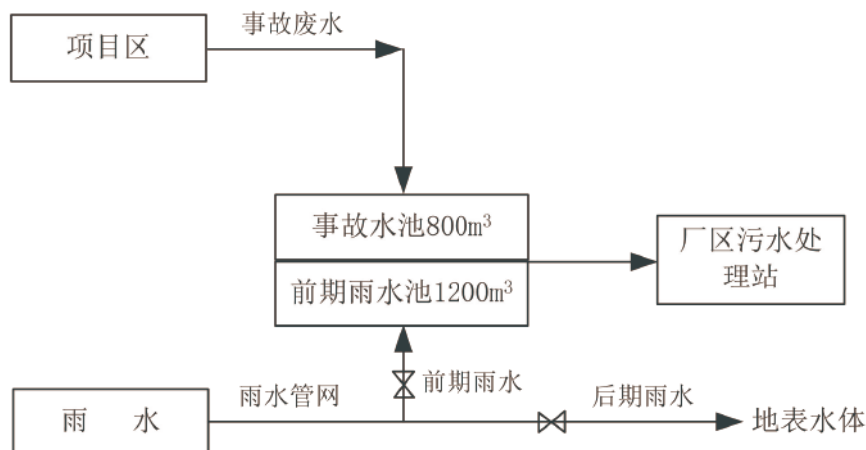 事故废水
项目区
事故水池800m³
前期雨水池1200m³
厂区污水处
理站
雨水管网
前期雨水
后期雨水
雨 水
地表水体